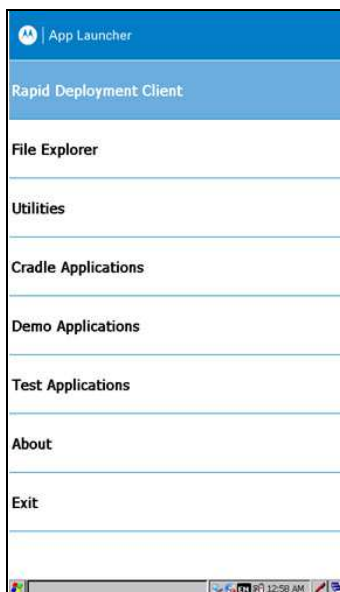 App Launcher
Rapid Deployment Client
File Explorer
Utilities
Cradle Applications
Demo Applications
Test Applications
About
Exit
EN 12:58 AM